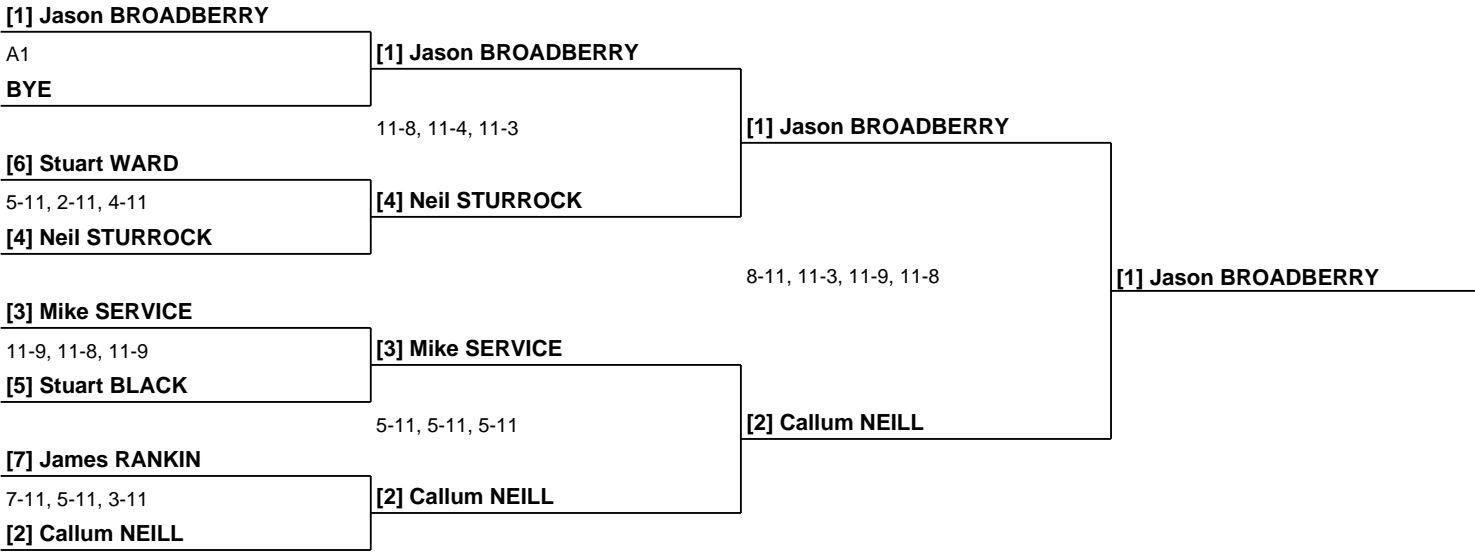 [1] Jason BROADBERRY
A1
BYE
[1] Jason BROADBERRY
11-8, 11-4, 11-3
[1] Jason BROADBERRY
[6] Stuart WARD
5-11, 2-11, 4-11
[4] Neil STURROCK
[4] Neil STURROCK
8-11, 11-3, 11-9, 11-8
[1] Jason BROADBERRY
[3] Mike SERVICE
11-9, 11-8, 11-9
[5] Stuart BLACK
[3] Mike SERVICE
5-11, 5-11, 5-11
[2] Callum NEILL
[7] James RANKIN
7-11, 5-11, 3-11
[2] Callum NEILL
[2] Callum NEILL